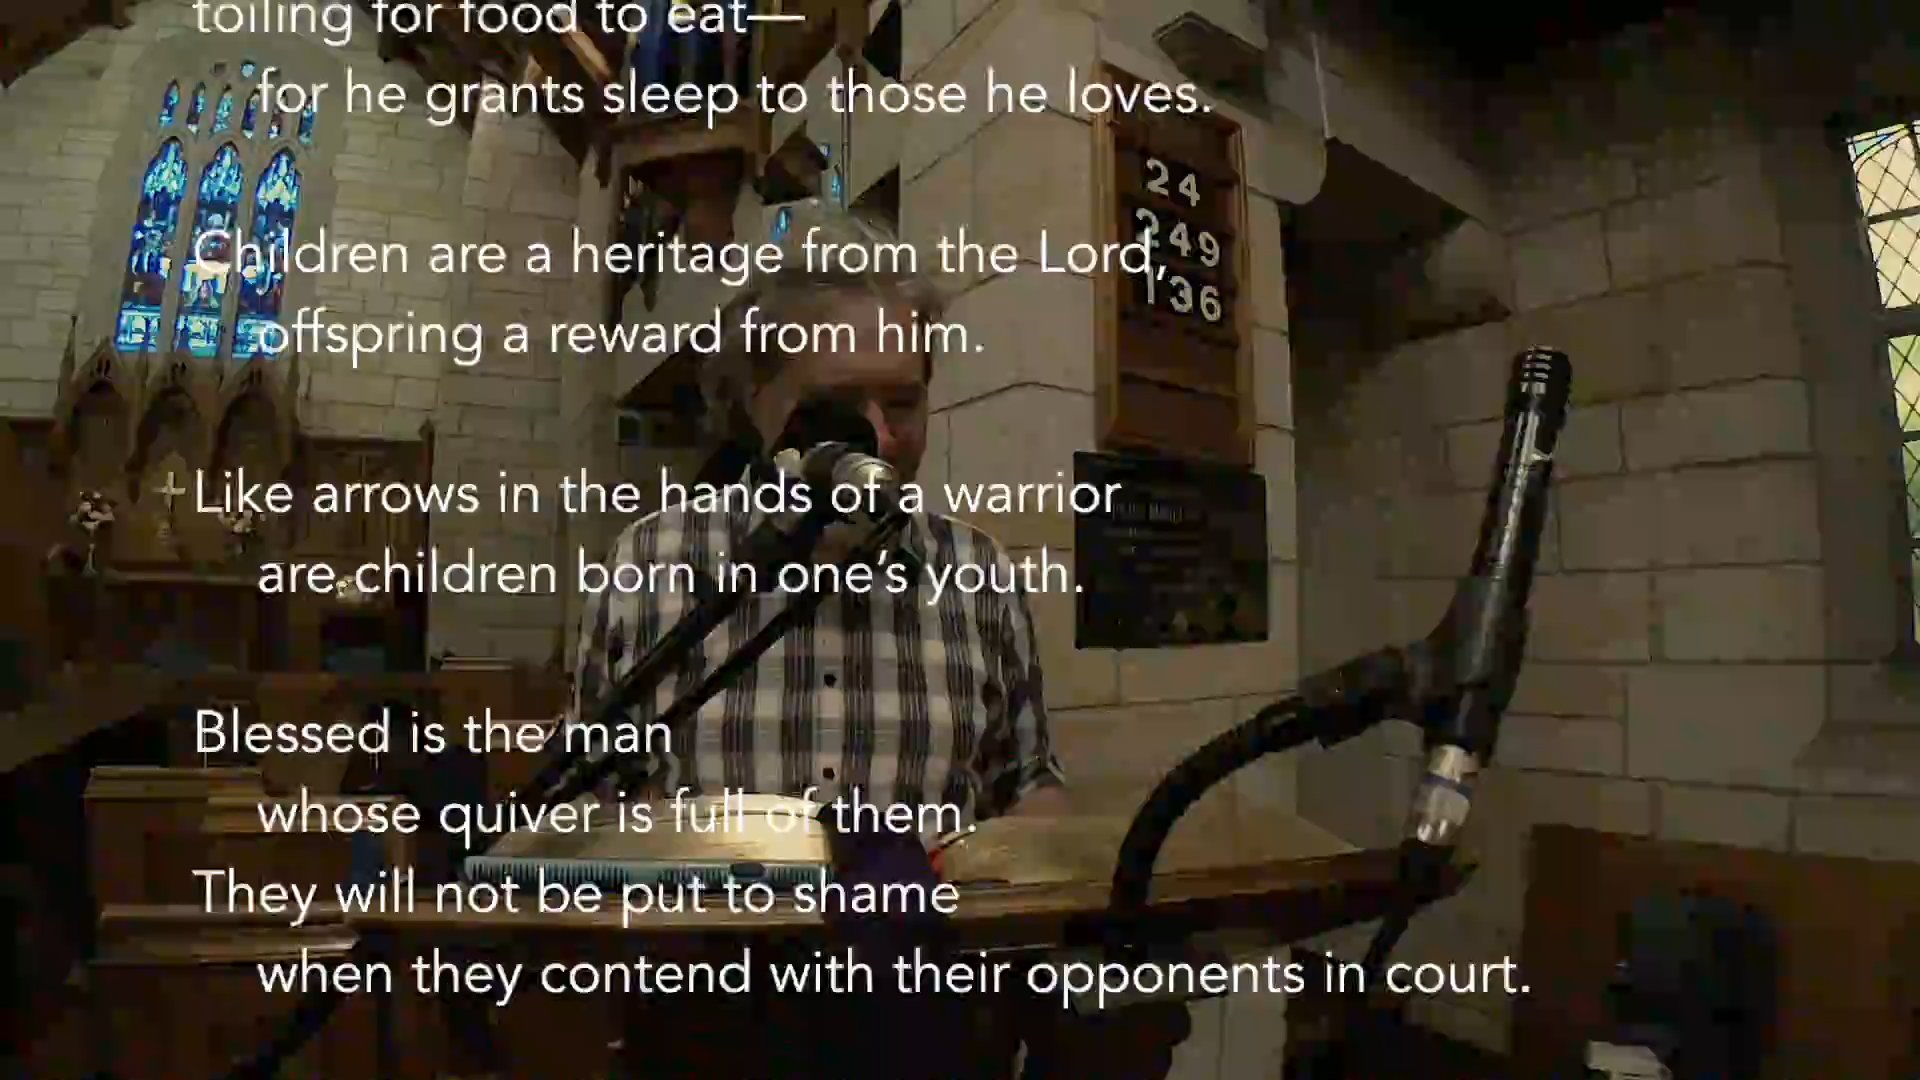 toiling for food to eat—
for he grants sleep to those he loves.
Children are a heritage from the Lord,
offspring a reward from him.
Like arrows in the hands of a warrior
are children born in one’s youth.
Blessed is the man
whose quiver is full of them.
They will not be put to shame
when they contend with their opponents in court.
24
249
136